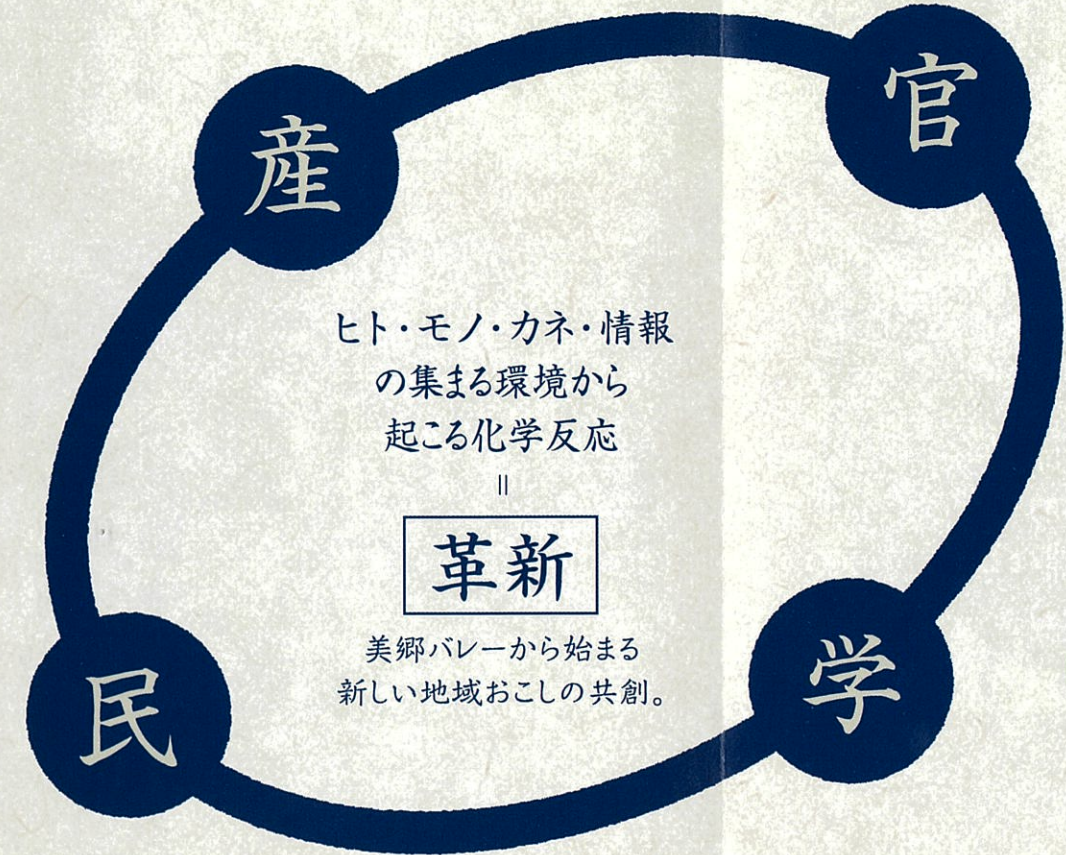 産
官
ヒト・モノ・カネ・情報
の集まる環境から
起こる化学反応
=
革新
美郷バレーから始まる
新しい地域おこしの共創。
民
学